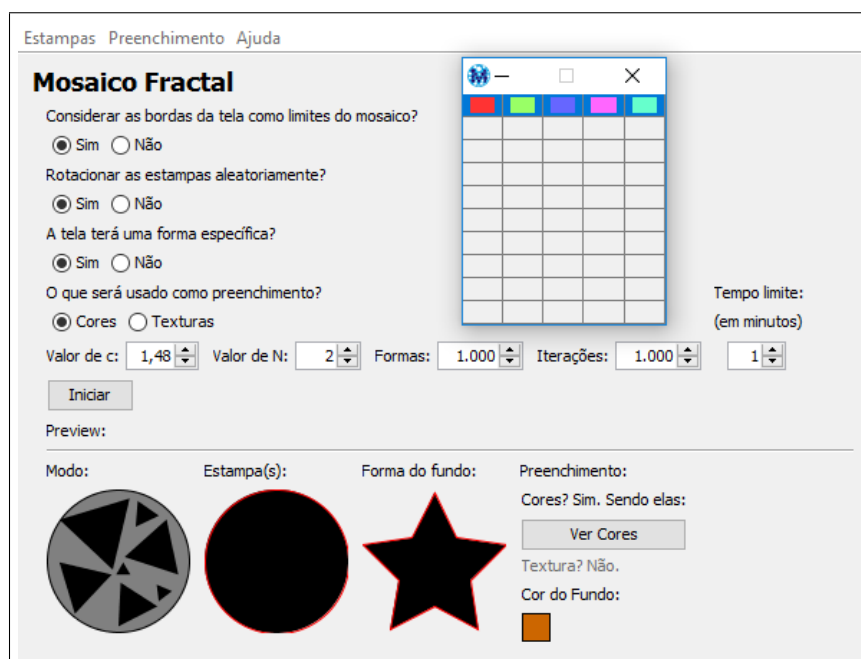 Estampas Preenchimento Ajuda
Mosaico Fractal
Considerar as bordas da tela como limites do mosaico?
Sim Não
Rotacionar as estampas aleatoriamente?
Sim Não
A tela terá uma forma específica?
Sim Não
O que será usado como preenchimento?
Cores Texturas
Tempo limite:
(em minutos)
Valor de c: 1,48 Valor de N: 2 Formas: 1.000 Iterações: 1.000 1
Iniciar
Preview:
Modo: Estampa(s): Forma do fundo: Preenchimento:
Cores? Sim. Sendo elas:
Ver Cores
Textura? Não.
Cor do Fundo: